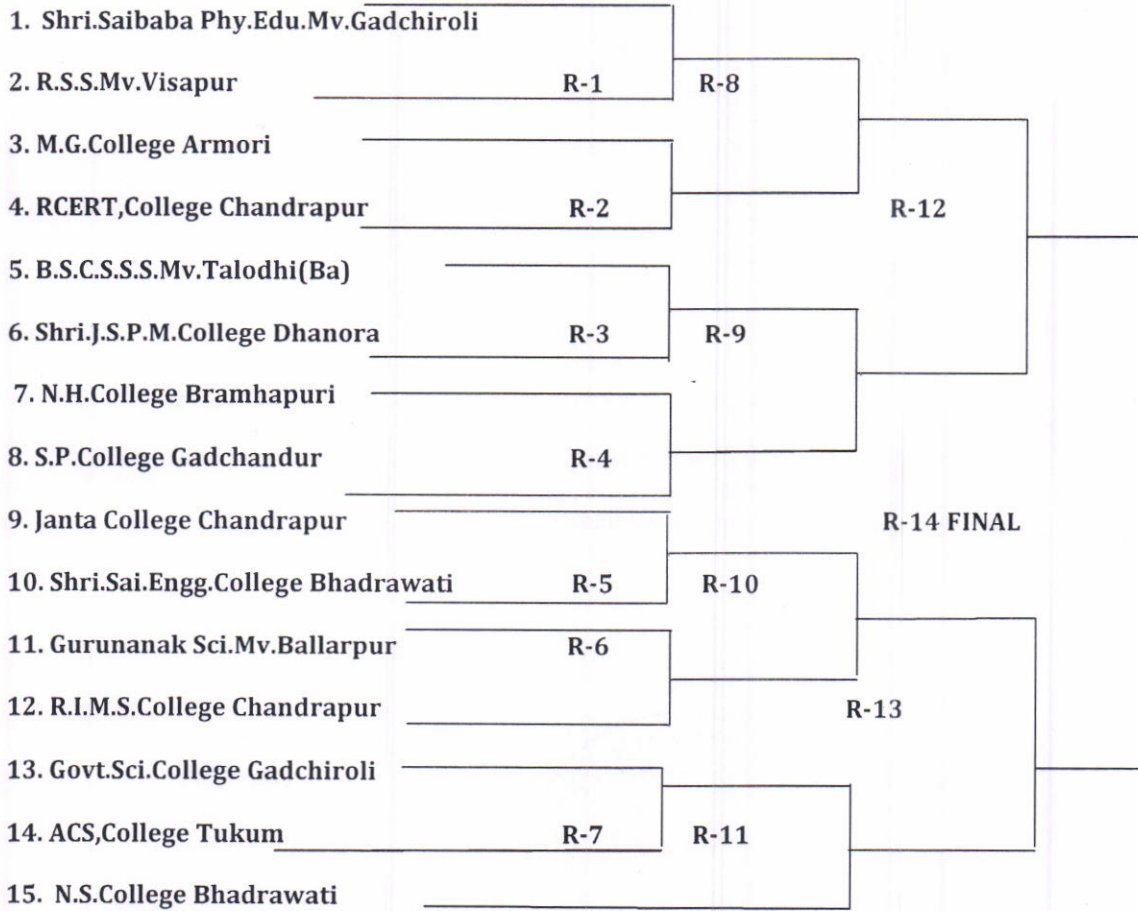 1. Shri.Saibaba Phy.Edu.Mv.Gadchiroli
2. R.S.S.Mv.Visapur R-1 R-8
3. M.G.College Armori
4. RCERT,College Chandrapur R-2 R-12
5. B.S.C.S.S.S.Mv.Talodhi(Ba)
6. Shri.J.S.P.M.College Dhanora R-3 R-9
7. N.H.College Bramhapuri
8. S.P.College Gadchandur R-4
9. Janta College Chandrapur R-14 FINAL
10. Shri.Sai.Engg.College Bhadrawati R-5 R-10
11. Gurunanak Sci.Mv.Ballarpur R-6
12. R.I.M.S.College Chandrapur R-13
13. Govt.Sci.College Gadchiroli
14. ACS,College Tukum R-7 R-11
15. N.S.College Bhadrawati